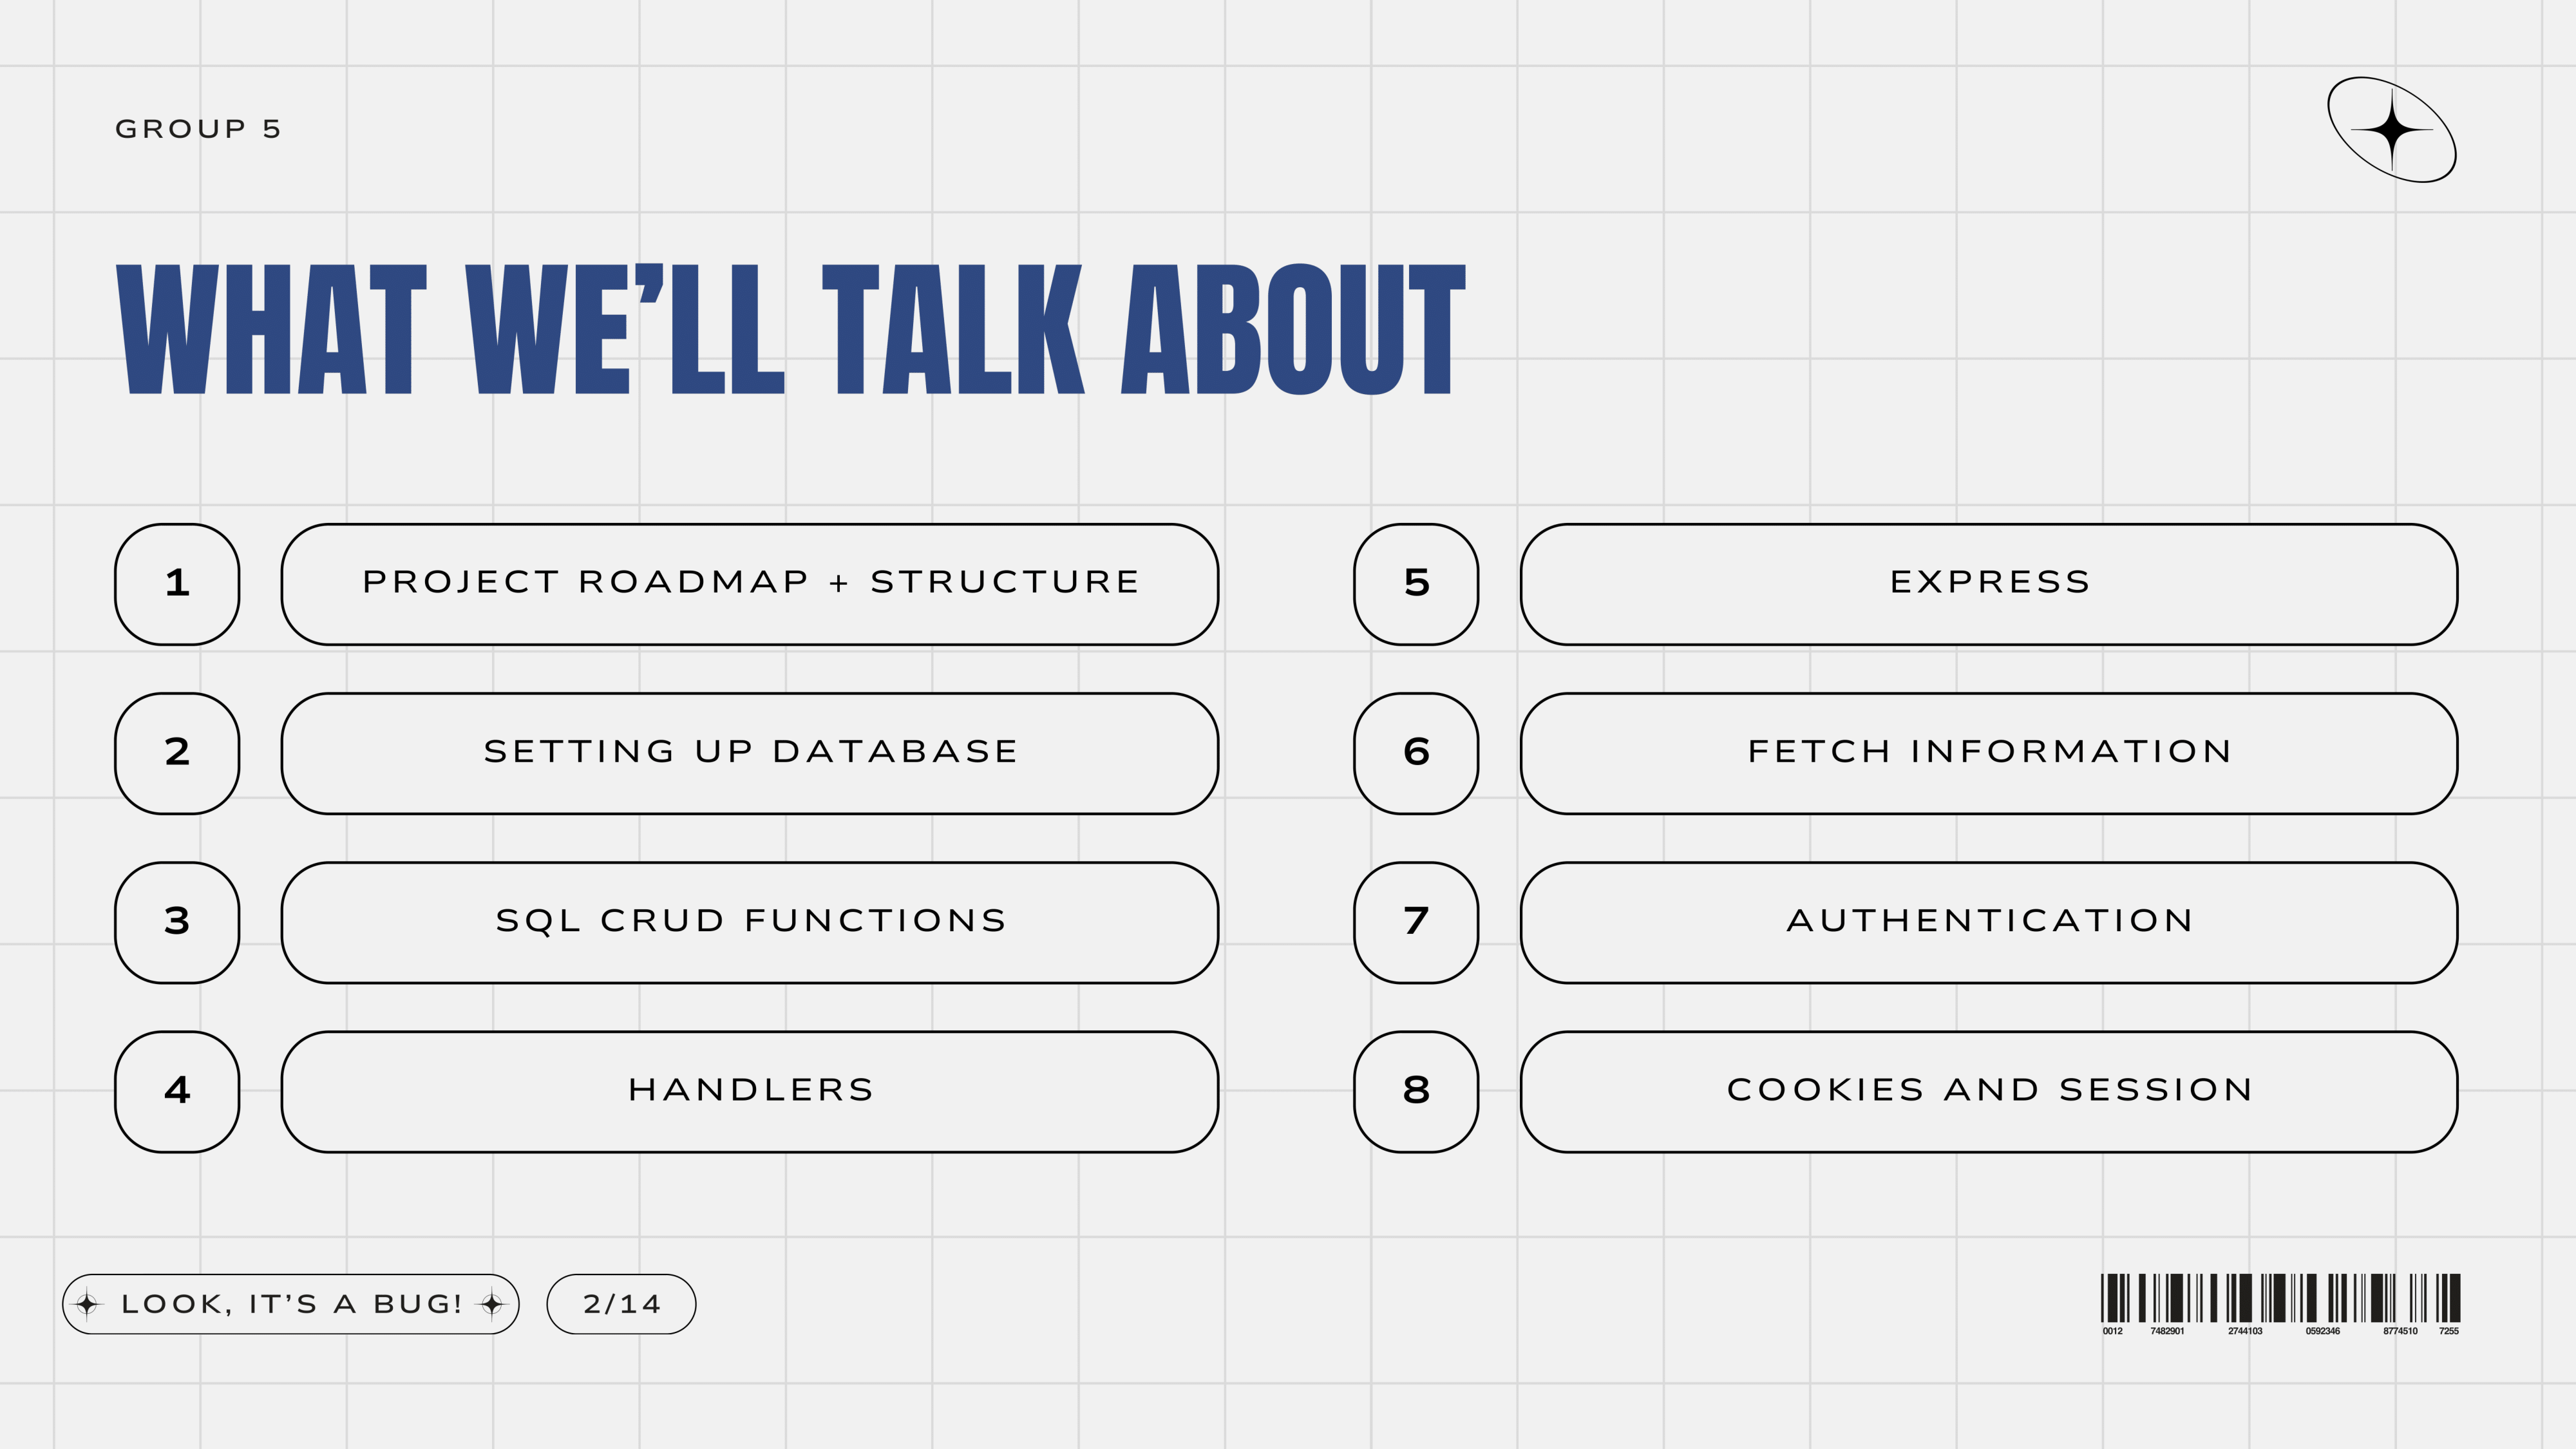 GROUP 5
WHAT WE’LL TALK ABOUT
1
PROJECT ROADMAP + STRUCTURE
2
SETTING UP DATABASE
3
SQL CRUD FUNCTIONS
4
HANDLERS
5
EXPRESS
6
FETCH INFORMATION
7
AUTHENTICATION
8
COOKIES AND SESSION
LOOK, IT’S A BUG!
2/14
0012 7482901 2744103 0592346 8774510 7255